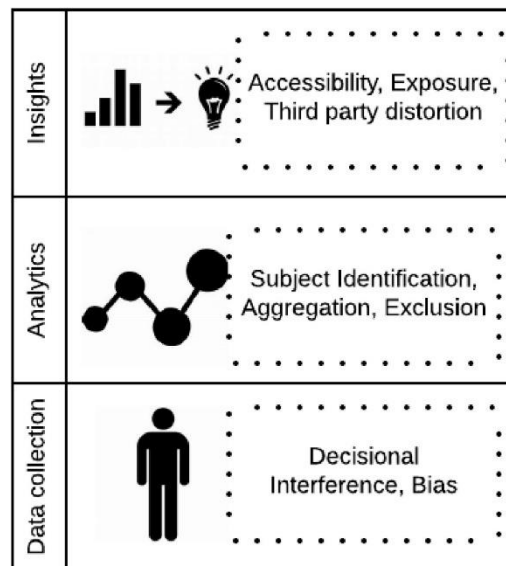 Insights
Accessibility, Exposure,
Third party distortion
Analytics
Subject Identification,
Aggregation, Exclusion
Data collection
Decisional
Interference, Bias